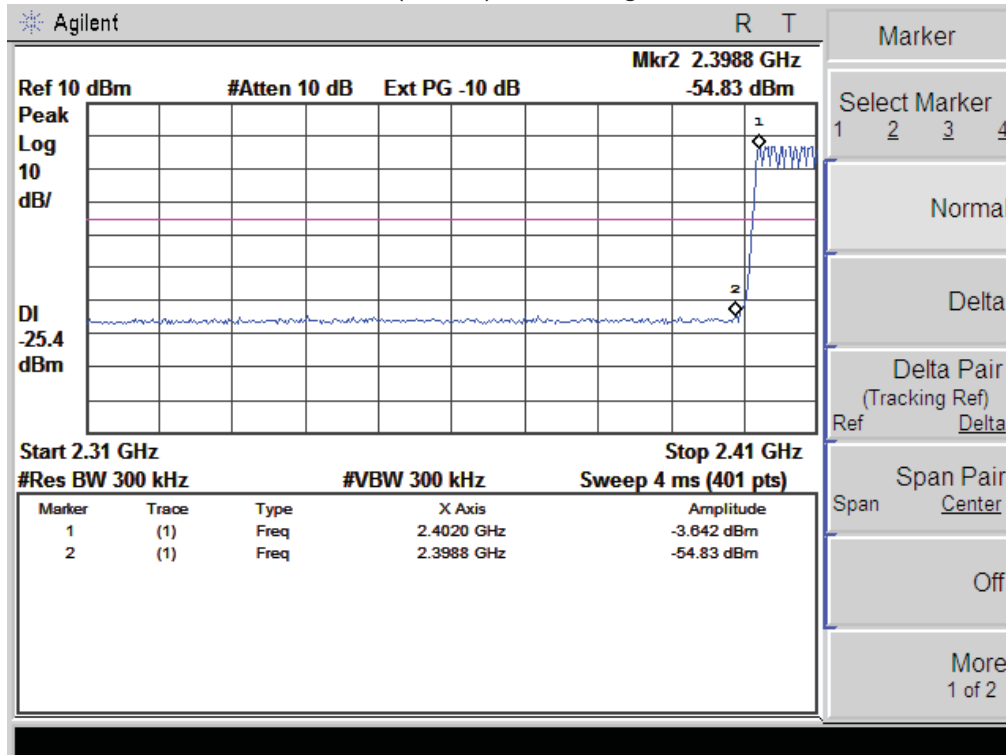 Agilent R T
Mkr2 2.3988 GHz
Ref 10 dBm #Atten 10 dB Ext PG -10 dB -54.83 dBm
Peak
Log
10
dB/
1
2
DI
-25.4
dBm
Start 2.31 GHz Stop 2.41 GHz
#Res BW 300 kHz #VBW 300 kHz Sweep 4 ms (401 pts)
Marker Trace Type X Axis Amplitude
1 (1) Freq 2.4020 GHz -3.642 dBm
2 (1) Freq 2.3988 GHz -54.83 dBm
Marker
Select Marker
1 2 3 4
Normal
Delta
Delta Pair
(Tracking Ref)
Ref Delta
Span Pair
Span Center
Off
More
1 of 2